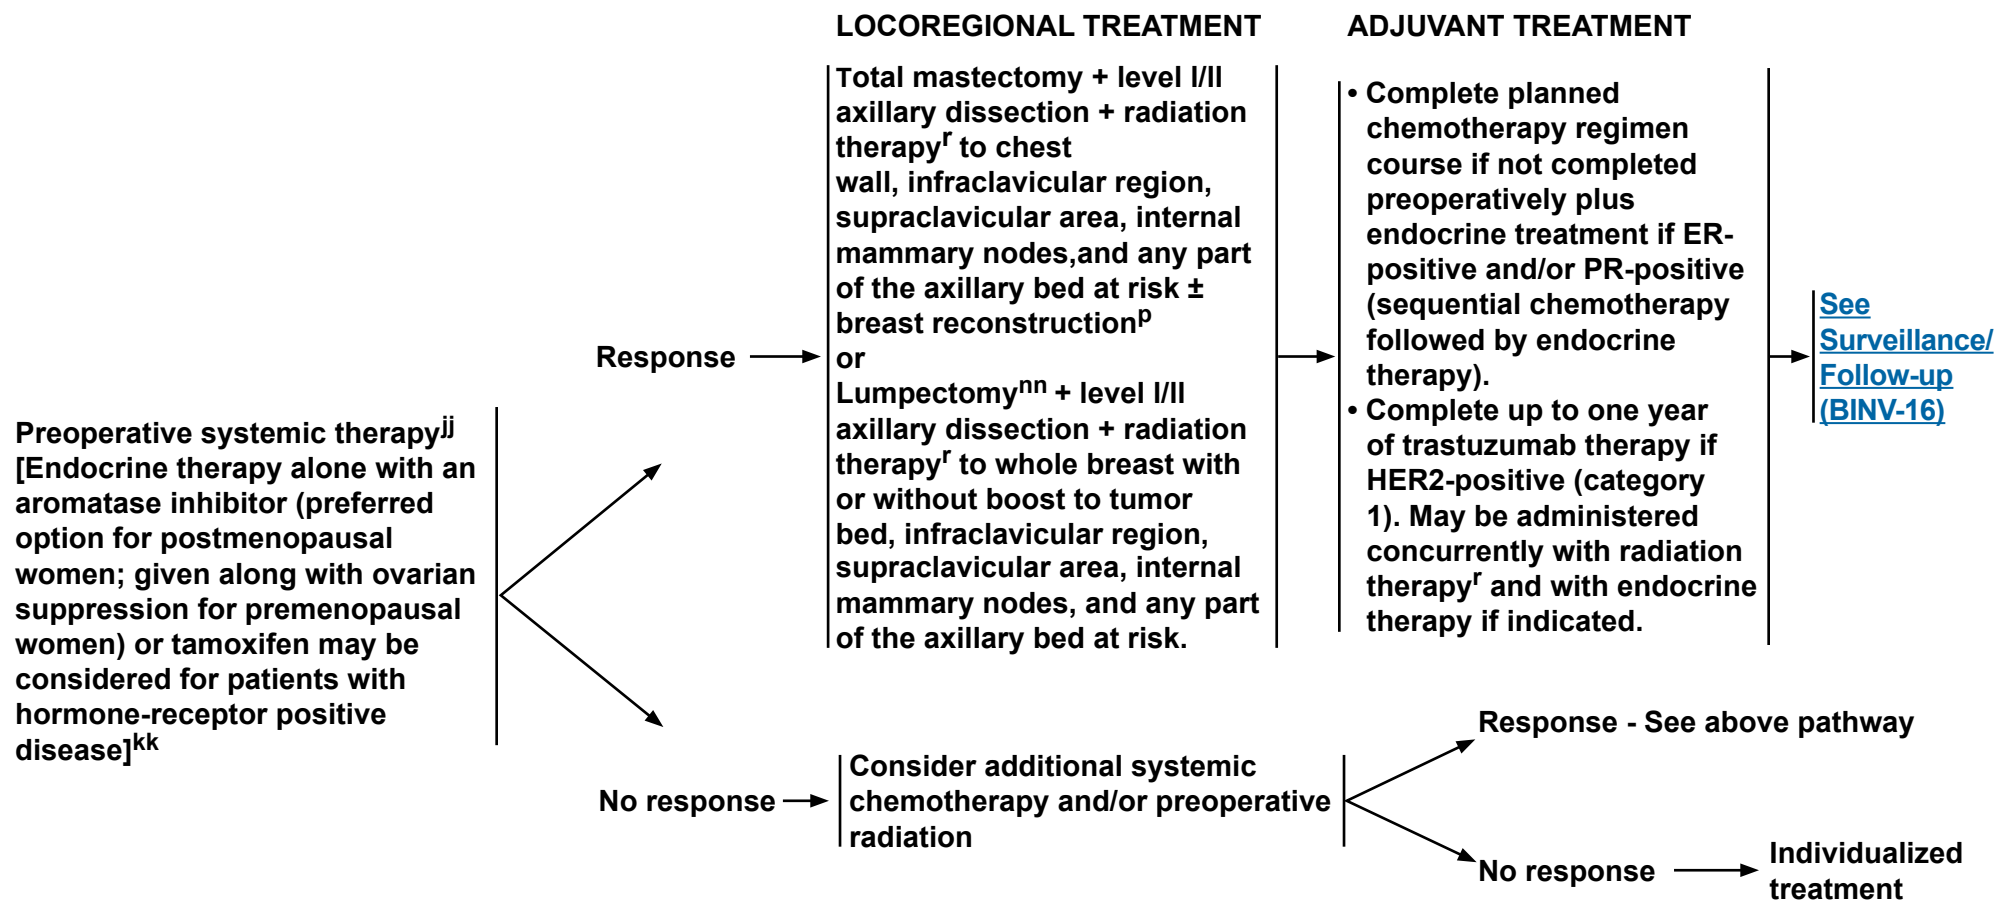 LOCOREGIONAL TREATMENT
ADJUVANT TREATMENT
Preoperative systemic therapyjj
[Endocrine therapy alone with an
aromatase inhibitor (preferred
option for postmenopausal
women; given along with ovarian
suppression for premenopausal
women) or tamoxifen may be
considered for patients with
hormone-receptor positive
disease]kk
Response
Total mastectomy + level I/II
axillary dissection + radiation
therapyr to chest
wall, infraclavicular region,
supraclavicular area, internal
mammary nodes,and any part
of the axillary bed at risk ±
breast reconstructionp
or
Lumpectomynn + level I/II
axillary dissection + radiation
therapyr to whole breast with
or without boost to tumor
bed, infraclavicular region,
supraclavicular area, internal
mammary nodes, and any part
of the axillary bed at risk.
• Complete planned
chemotherapy regimen
course if not completed
preoperatively plus
endocrine treatment if ER-
positive and/or PR-positive
(sequential chemotherapy
followed by endocrine
therapy).
• Complete up to one year
of trastuzumab therapy if
HER2-positive (category
1). May be administered
concurrently with radiation
therapyr and with endocrine
therapy if indicated.
See
Surveillance/
Follow-up
(BINV-16)
No response
Consider additional systemic
chemotherapy and/or preoperative
radiation
Response - See above pathway
No response
Individualized
treatment